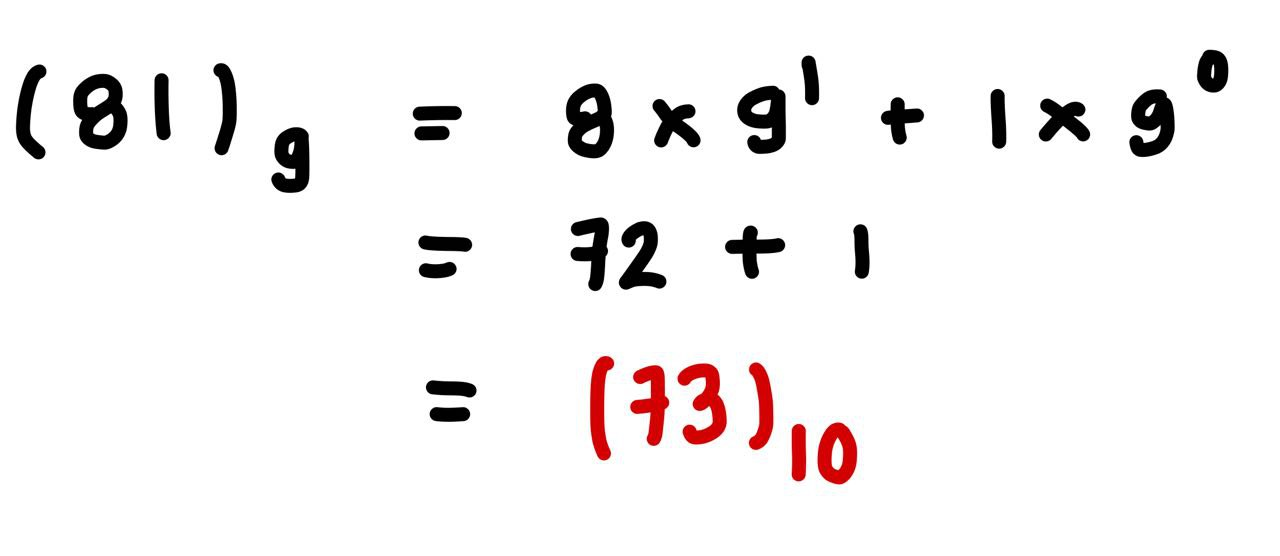 (81)₉ = 8 × 9¹ + 1 × 9⁰
= 72 + 1
= (73)₁₀